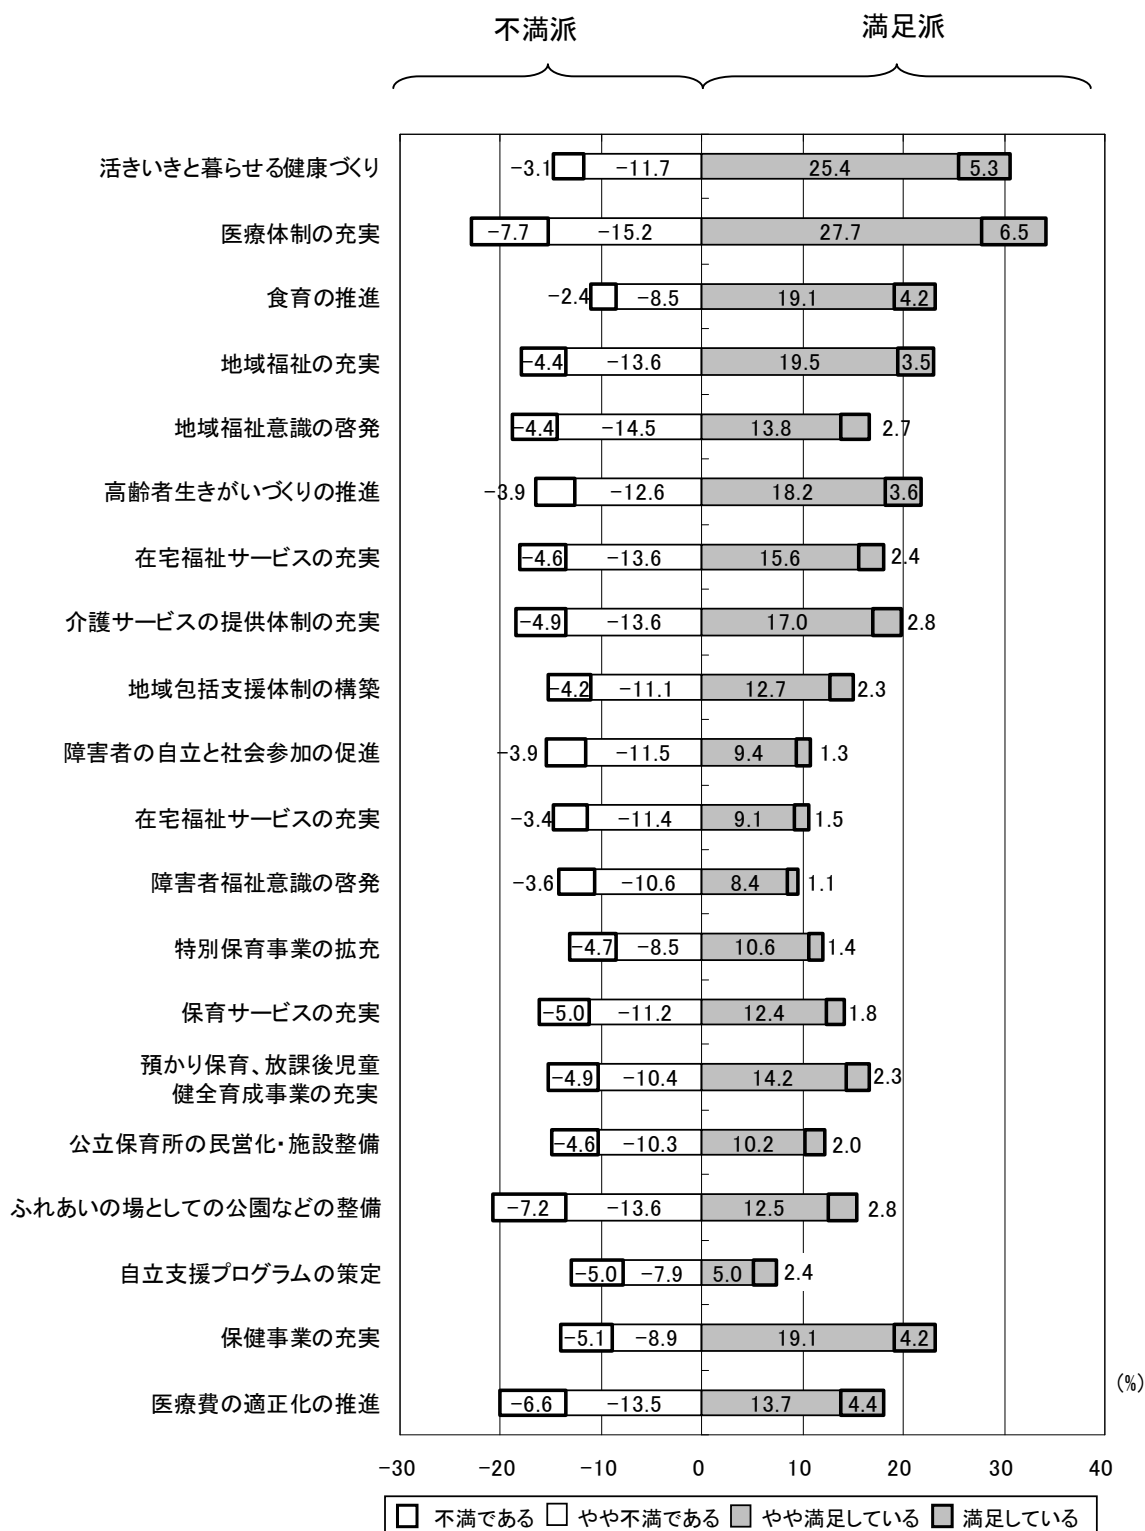 不満派 満足派
活きいきと暮らせる健康づくり -3.1 -11.7 25.4 5.3
医療体制の充実 -7.7 -15.2 27.7 6.5
食育の推進 -2.4 -8.5 19.1 4.2
地域福祉の充実 -4.4 -13.6 19.5 3.5
地域福祉意識の啓発 -4.4 -14.5 13.8 2.7
高齢者生きがいづくりの推進 -3.9 -12.6 18.2 3.6
在宅福祉サービスの充実 -4.6 -13.6 15.6 2.4
介護サービスの提供体制の充実 -4.9 -13.6 17.0 2.8
地域包括支援体制の構築 -4.2 -11.1 12.7 2.3
障害者の自立と社会参加の促進 -3.9 -11.5 9.4 1.3
在宅福祉サービスの充実 -3.4 -11.4 9.1 1.5
障害者福祉意識の啓発 -3.6 -10.6 8.4 1.1
特別保育事業の拡充 -4.7 -8.5 10.6 1.4
保育サービスの充実 -5.0 -11.2 12.4 1.8
預かり保育、放課後児童
健全育成事業の充実 -4.9 -10.4 14.2 2.3
公立保育所の民営化・施設整備 -4.6 -10.3 10.2 2.0
ふれあいの場としての公園などの整備 -7.2 -13.6 12.5 2.8
自立支援プログラムの策定 -5.0 -7.9 5.0 2.4
保健事業の充実 -5.1 -8.9 19.1 4.2
医療費の適正化の推進 -6.6 -13.5 13.7 4.4
(%)
-30 -20 -10 0 10 20 30 40
不満である やや不満である やや満足している 満足している